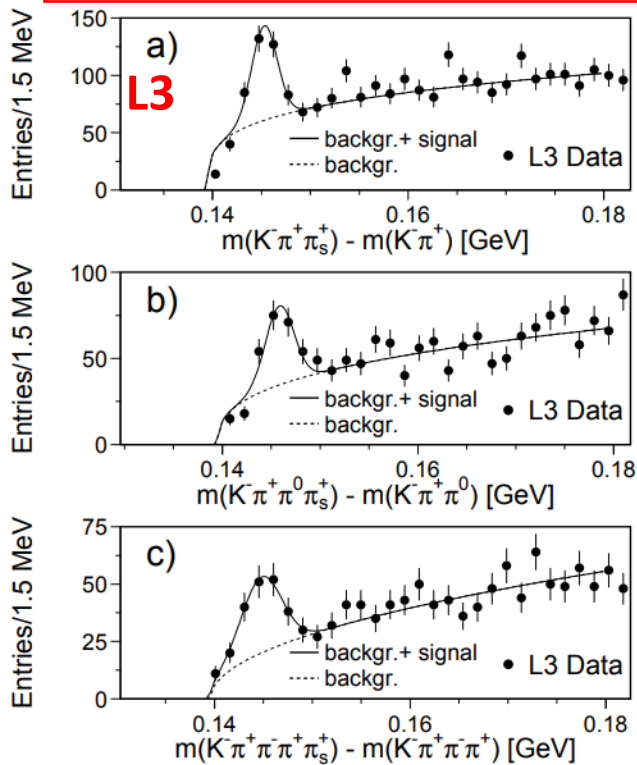 150
a)
100
L3
50
backgr.+ signal
backgr.
L3 Data
0
0.14 0.16 0.18
m(K⁻π⁺πₛ⁺) - m(K⁻π⁺) [GeV]
Entries/1.5 MeV
100
b)
50
backgr.+ signal
backgr.
L3 Data
0
0.14 0.16 0.18
m(K⁻π⁺π⁰πₛ⁺) - m(K⁻π⁺π⁰) [GeV]
Entries/1.5 MeV
75
c)
50
25
backgr.+ signal
backgr.
L3 Data
0
0.14 0.16 0.18
m(K⁻π⁺π⁻π⁺πₛ⁺) - m(K⁻π⁺π⁻π⁺) [GeV]
Entries/1.5 MeV